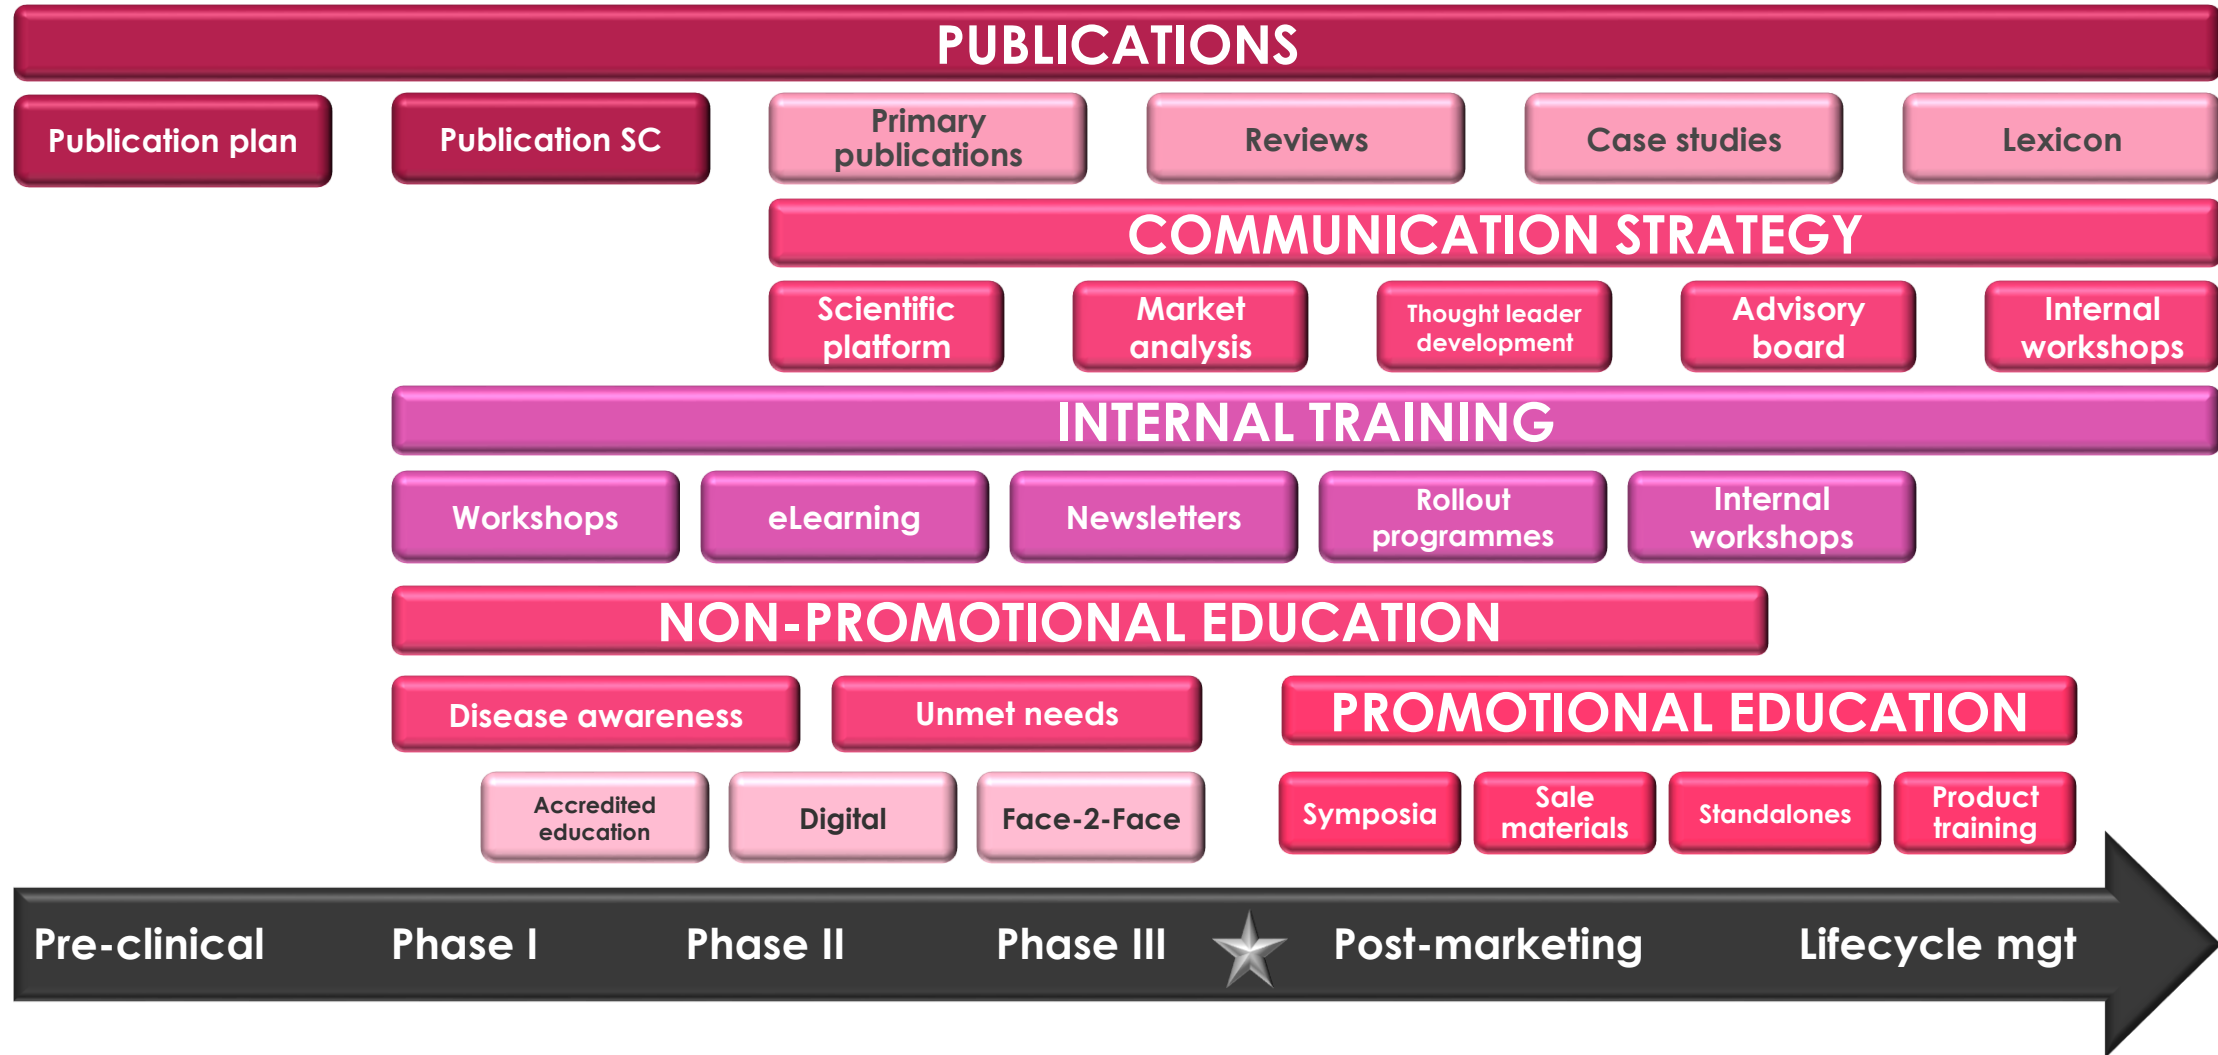 PUBLICATIONS
Publication plan
Publication SC
Primary
publications
Reviews
Case studies
Lexicon
COMMUNICATION STRATEGY
Scientific
platform
Market
analysis
Thought leader
development
Advisory
board
Internal
workshops
INTERNAL TRAINING
Workshops
eLearning
Newsletters
Rollout
programmes
Internal
workshops
NON-PROMOTIONAL EDUCATION
Disease awareness
Unmet needs
PROMOTIONAL EDUCATION
Accredited
education
Digital
Face-2-Face
Symposia
Sale
materials
Standalones
Product
training
Pre-clinical
Phase I
Phase II
Phase III
Post-marketing
Lifecycle mgt